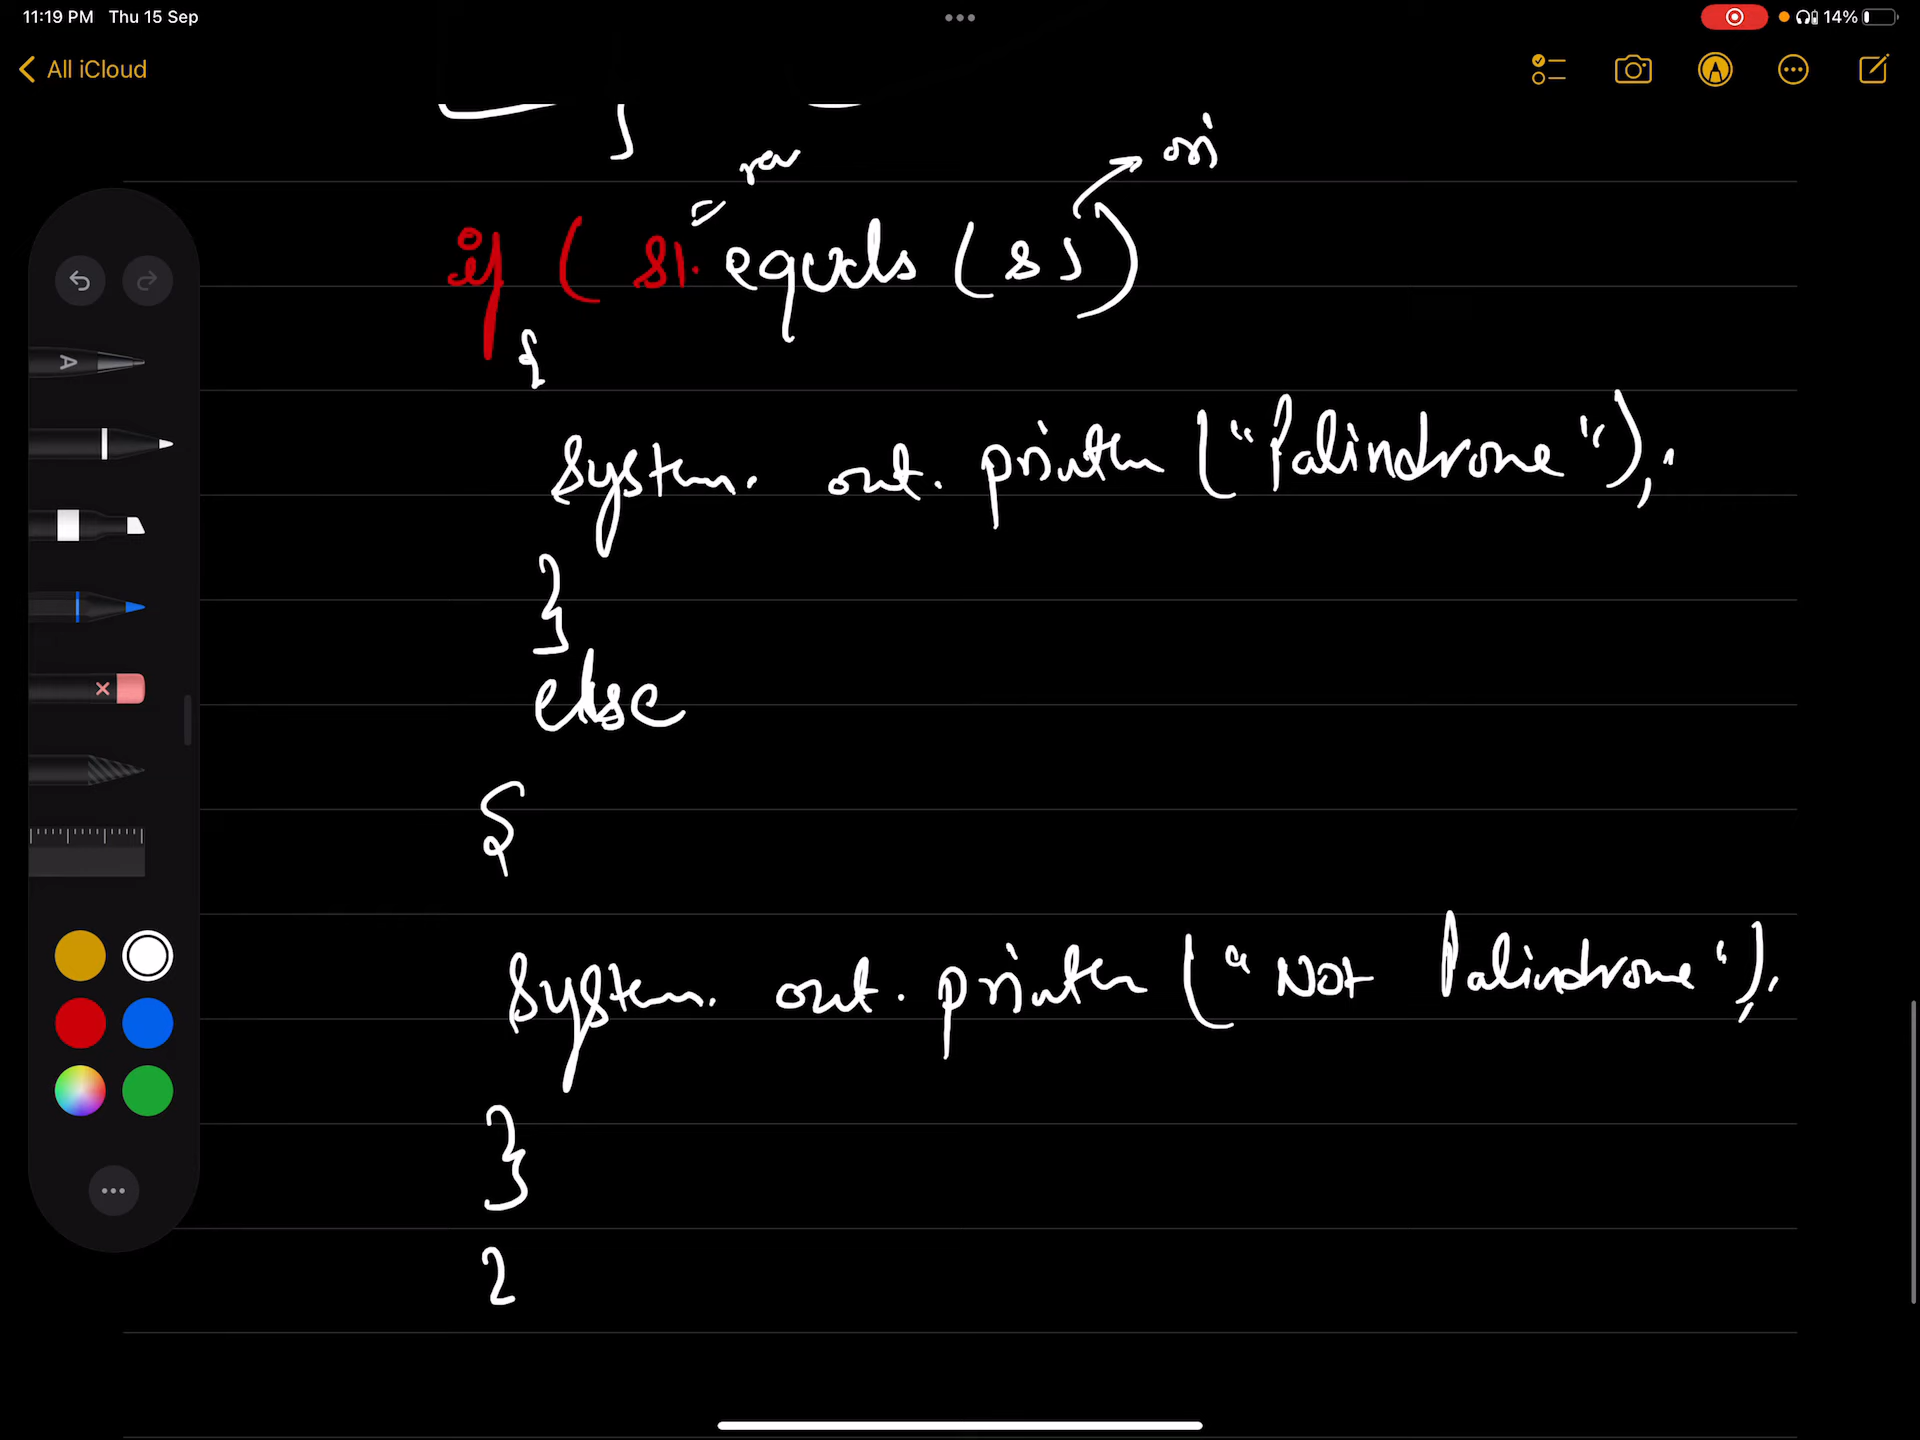 11:19 PM Thu 15 Sep
14%
All iCloud
rev
ori
if ( s1. equals (s))
{
System. out. println ("Palindrome");
}
else
{
System. out. println ("Not Palindrome");
}
}